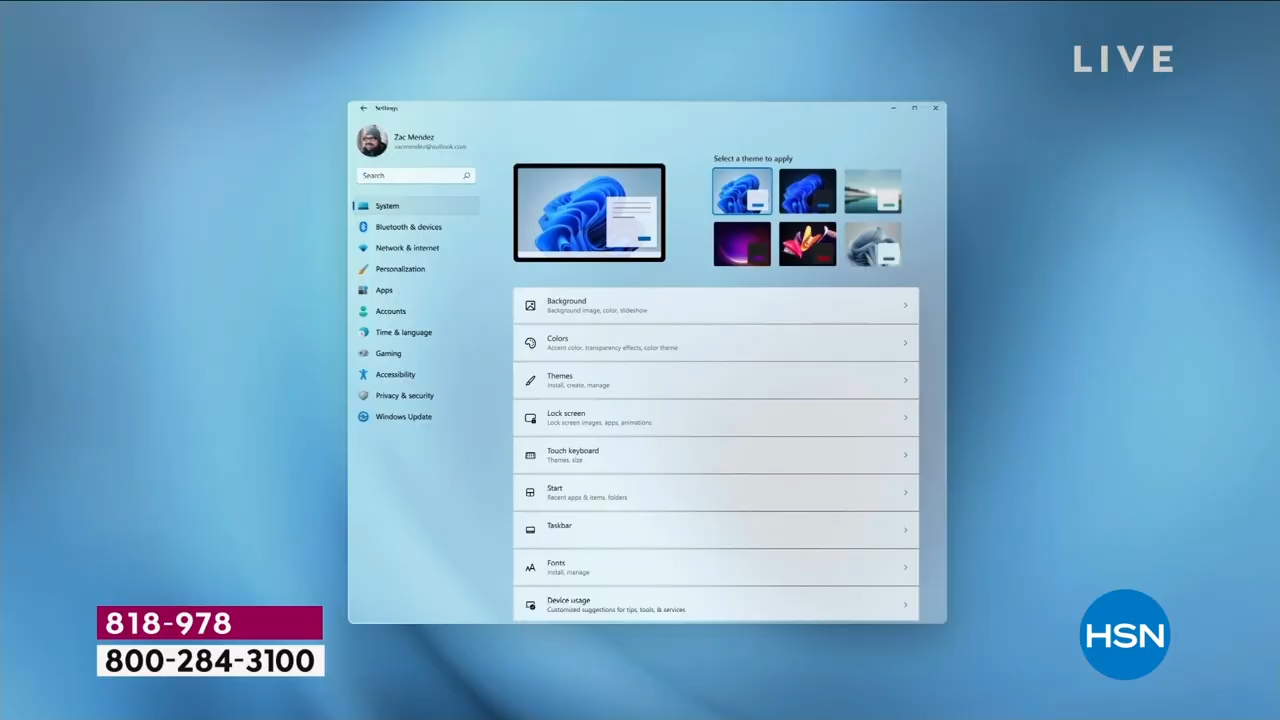 LIVE
Settings
Zac Mendez
zacmendez@outlook.com
Search
System
Bluetooth & devices
Network & internet
Personalization
Apps
Accounts
Time & language
Gaming
Accessibility
Privacy & security
Windows Update
Select a theme to apply
Background
Background image, color, slideshow
Colors
Accent color, transparency effects, color theme
Themes
Install, create, manage
Lock screen
Lock screen images, apps, animations
Touch keyboard
Themes, size
Start
Recent apps & items, folders
Taskbar
Fonts
Install, manage
Device usage
Customized suggestions for tips, tools, & services
818-978
800-284-3100
HSN